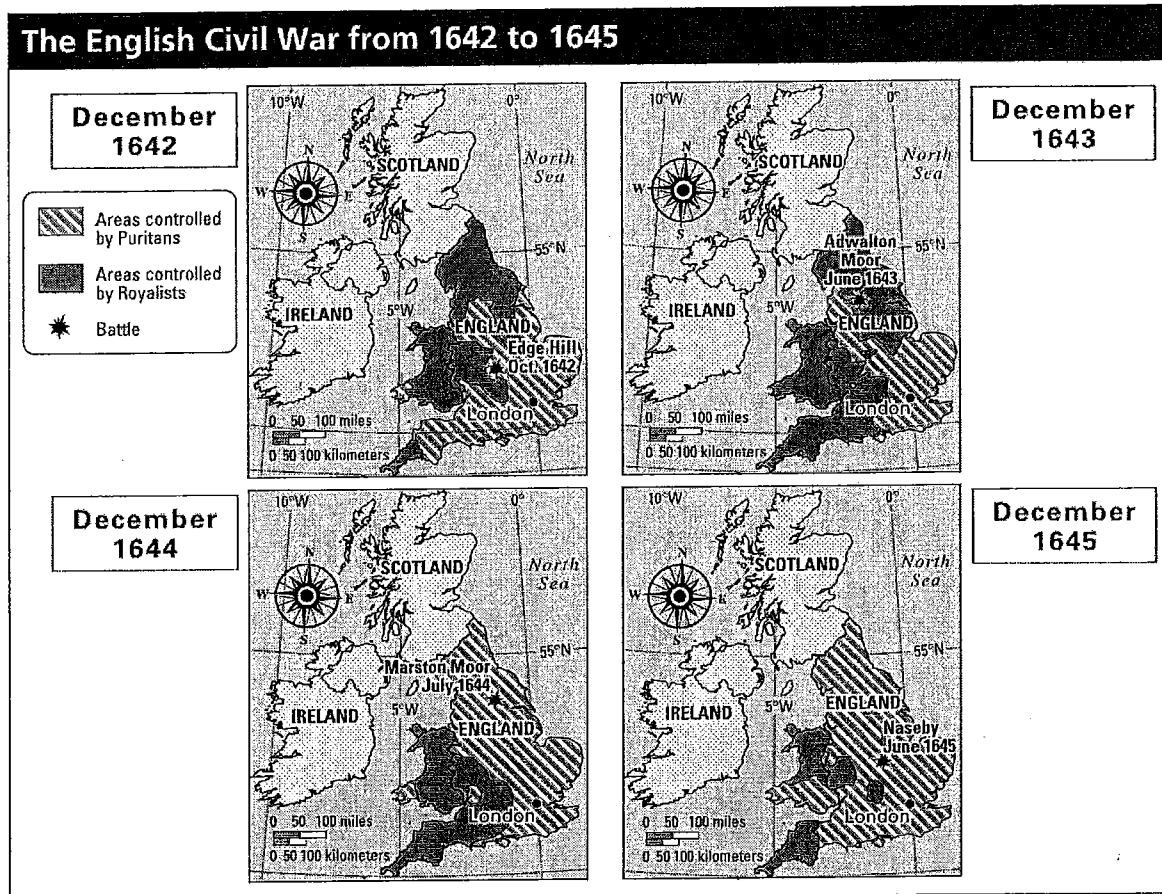 The English Civil War from 1642 to 1645
December
1642
Areas controlled
by Puritans
Areas controlled
by Royalists
Battle
10°W
0°
N
W
E
S
SCOTLAND
North
Sea
55°N
IRELAND
5°W
ENGLAND
Edge Hill
Oct. 1642
London
0 50 100 miles
0 50 100 kilometers
December
1643
10°W
0°
N
W
E
S
SCOTLAND
North
Sea
55°N
Adwalton
Moor
June 1643
IRELAND
5°W
ENGLAND
London
0 50 100 miles
0 50 100 kilometers
December
1644
10°W
0°
N
W
E
S
SCOTLAND
North
Sea
55°N
Marston Moor
July 1644
5°W
IRELAND
ENGLAND
London
0 50 100 miles
0 50 100 kilometers
December
1645
10°W
0°
N
W
E
S
SCOTLAND
North
Sea
55°N
IRELAND
5°W
ENGLAND
Naseby
June 1645
London
0 50 100 miles
0 50 100 kilometers